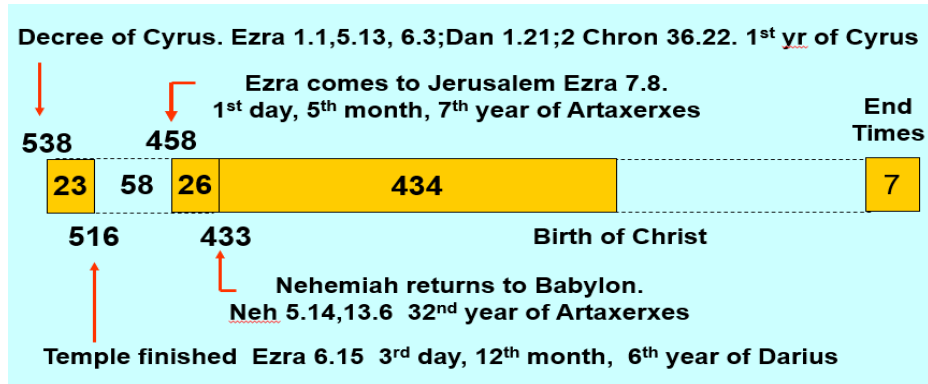 Decree of Cyrus. Ezra 1.1,5.13, 6.3;Dan 1.21;2 Chron 36.22. 1st yr of Cyrus
Ezra comes to Jerusalem Ezra 7.8.
1st day, 5th month, 7th year of Artaxerxes
End
Times
538
458
23
58
26
434
7
516
433
Birth of Christ
Nehemiah returns to Babylon.
Neh 5.14,13.6 32nd year of Artaxerxes
Temple finished Ezra 6.15 3rd day, 12th month, 6th year of Darius